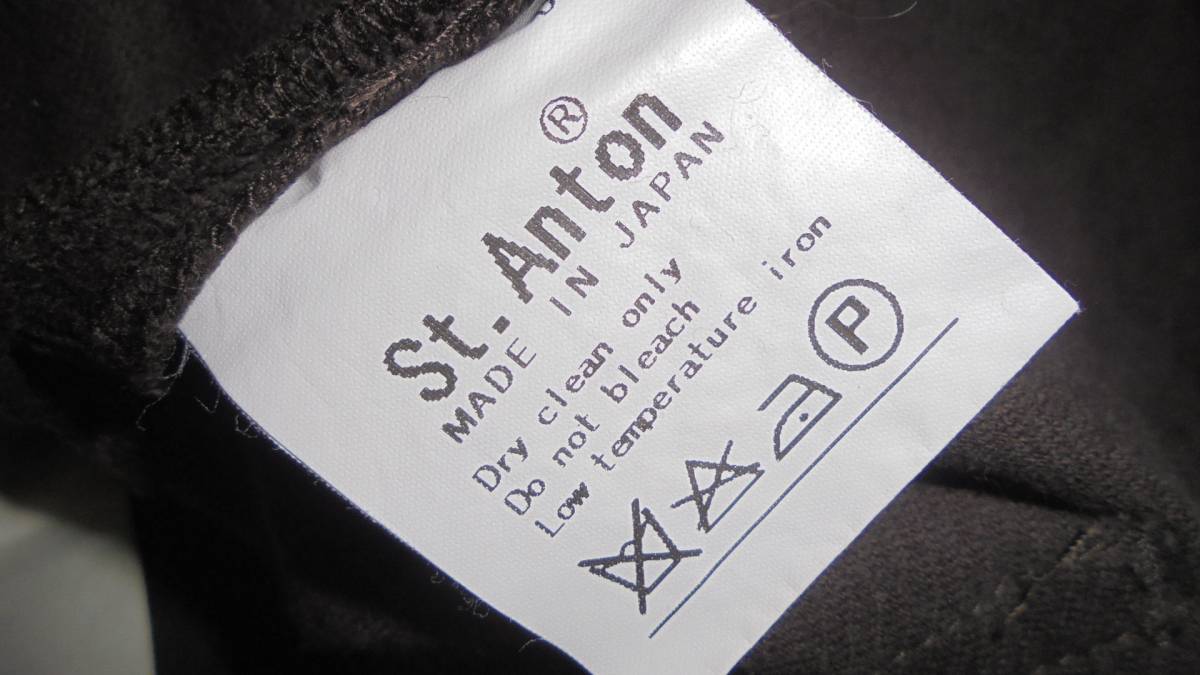 St.Anton®
MADE IN JAPAN
Dry clean only
Do not bleach
Low temperature iron
P